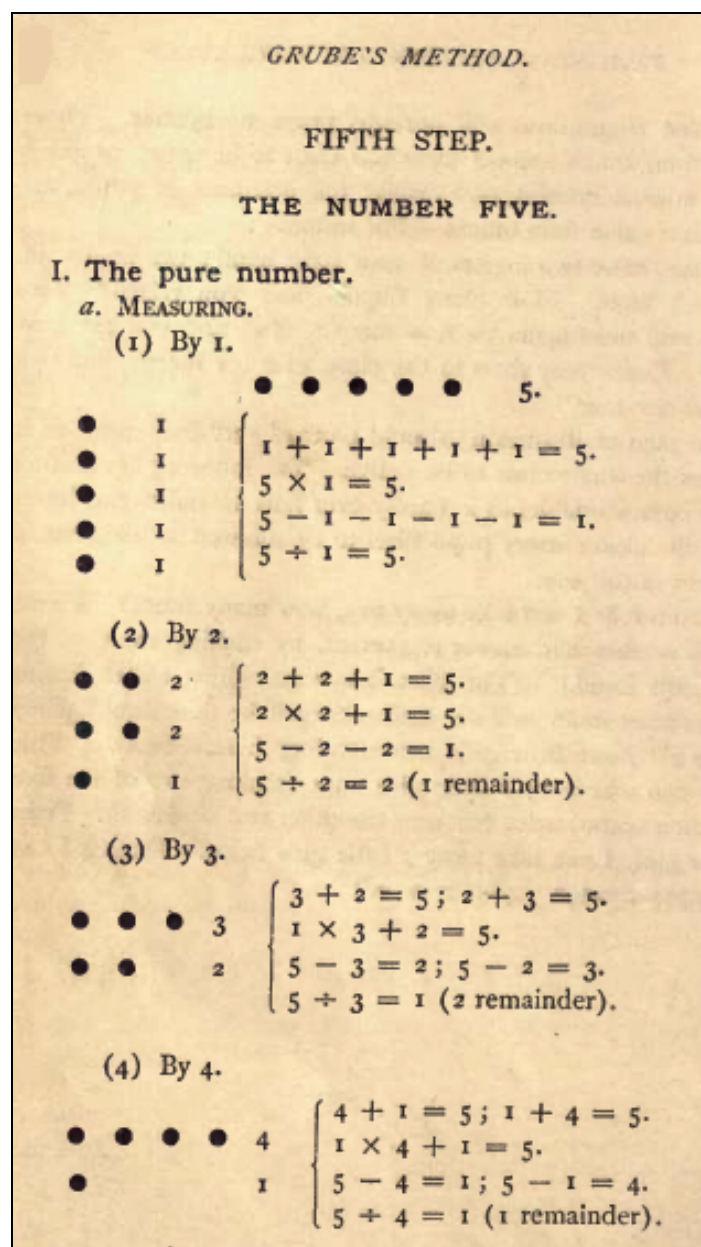 GRUBE'S METHOD.
FIFTH STEP.
THE NUMBER FIVE.
I. The pure number.
a. MEASURING.
(1) By 1.
5.
1
1
1
1
1
1 + 1 + 1 + 1 + 1 = 5.
5 × 1 = 5.
5 − 1 − 1 − 1 − 1 = 1.
5 ÷ 1 = 5.
(2) By 2.
2
2
1
2 + 2 + 1 = 5.
2 × 2 + 1 = 5.
5 − 2 − 2 = 1.
5 ÷ 2 = 2 (1 remainder).
(3) By 3.
3
2
3 + 2 = 5; 2 + 3 = 5.
1 × 3 + 2 = 5.
5 − 3 = 2; 5 − 2 = 3.
5 ÷ 3 = 1 (2 remainder).
(4) By 4.
4
1
4 + 1 = 5; 1 + 4 = 5.
1 × 4 + 1 = 5.
5 − 4 = 1; 5 − 1 = 4.
5 ÷ 4 = 1 (1 remainder).